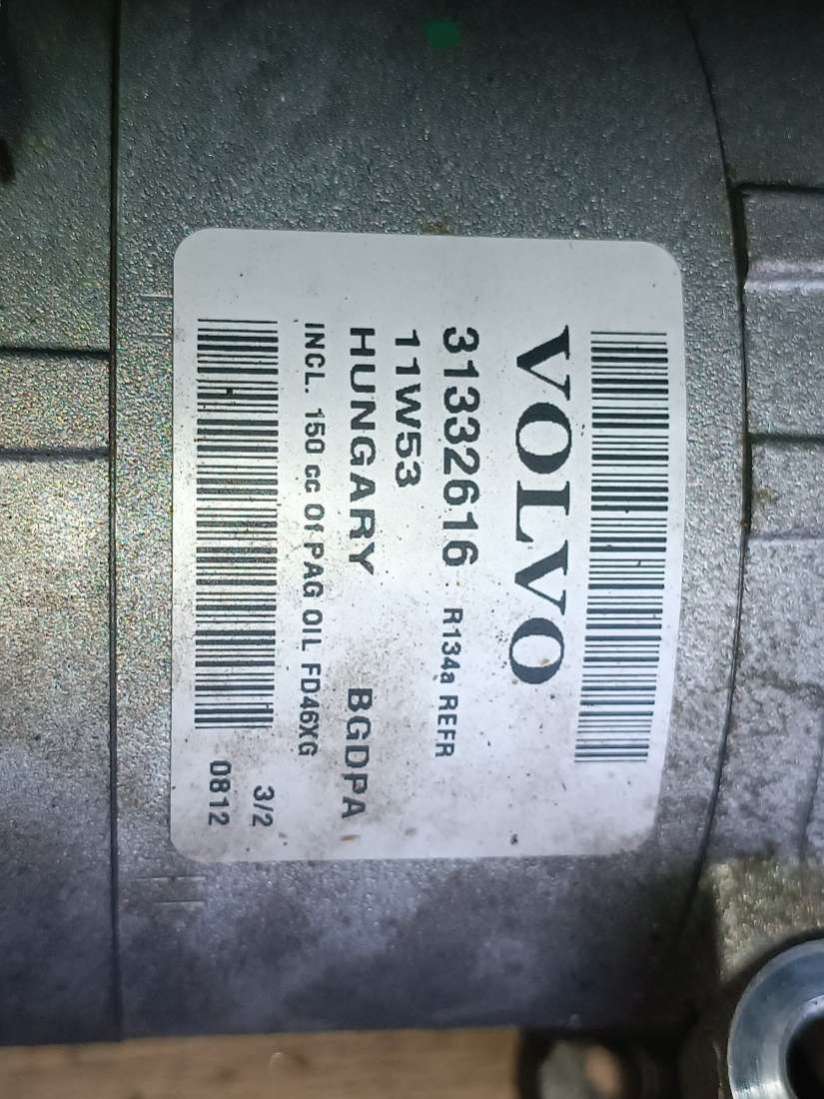 VOLVO
31332616 R134a REFR
11W53
HUNGARY BGDPA
INCL. 150 cc Of PAG OIL FD46XG
3/2
0812